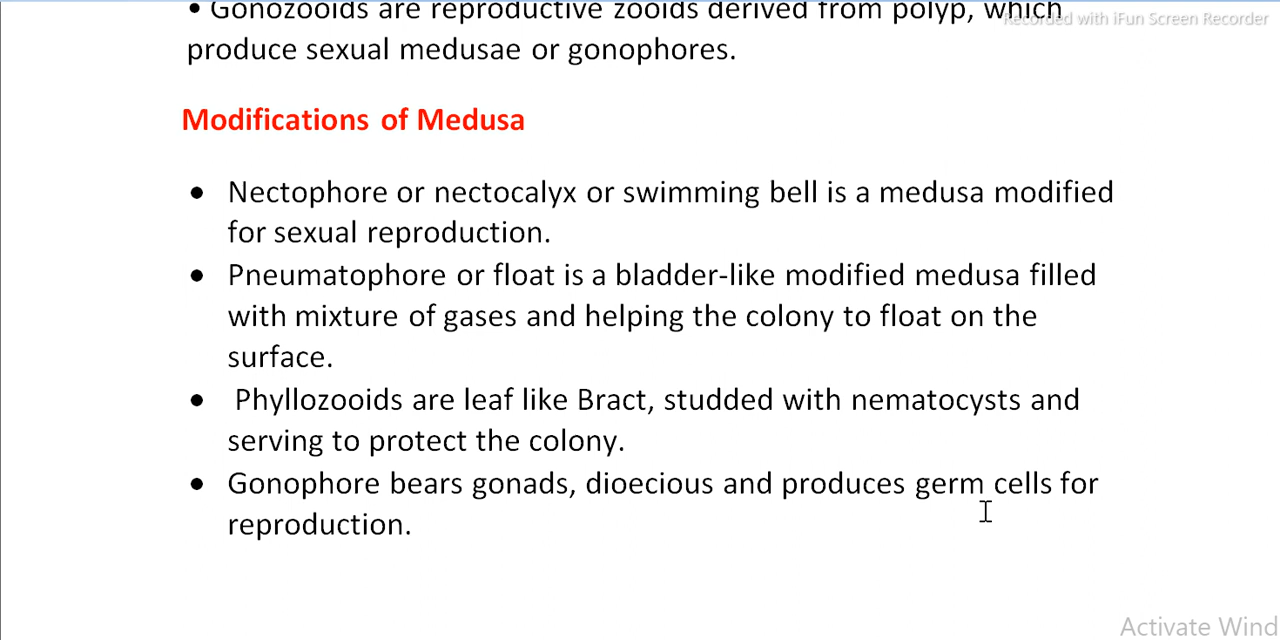 • Gonozooids are reproductive zooids derived from polyp, which
Recorded with iFun Screen Recorder
produce sexual medusae or gonophores.
Modifications of Medusa
• Nectophore or nectocalyx or swimming bell is a medusa modified
for sexual reproduction.
• Pneumatophore or float is a bladder-like modified medusa filled
with mixture of gases and helping the colony to float on the
surface.
• Phyllozooids are leaf like Bract, studded with nematocysts and
serving to protect the colony.
• Gonophore bears gonads, dioecious and produces germ cells for
reproduction.
Activate Wind